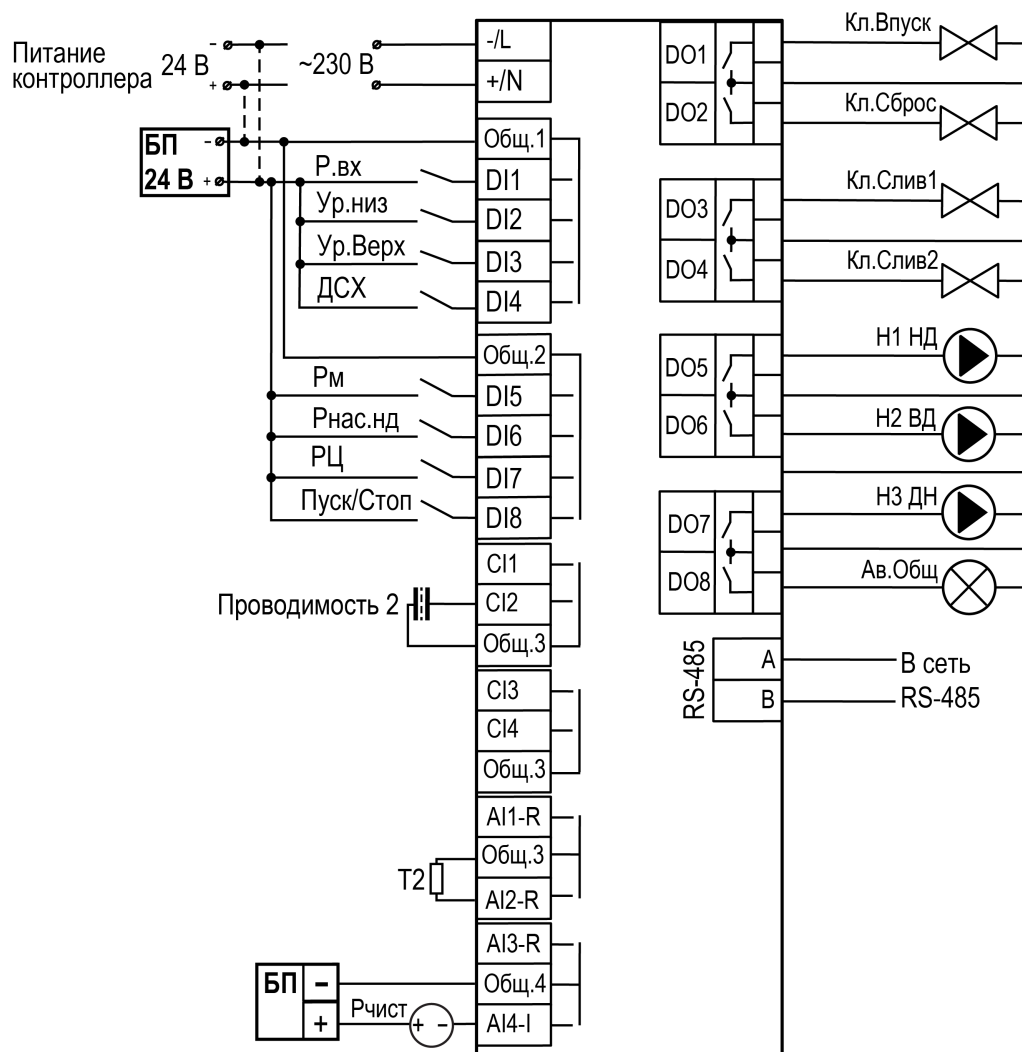 Питание
контроллера
24 В
-
+
~230 В
-/L
+/N
БП
24 В
-
+
Общ.1
Р.вх
DI1
Ур.низ
DI2
Ур.Верх
DI3
ДСХ
DI4
Общ.2
Рм
DI5
Рнас.нд
DI6
РЦ
DI7
Пуск/Стоп
DI8
CI1
Проводимость 2
CI2
Общ.3
CI3
CI4
Общ.3
AI1-R
Общ.3
T2
AI2-R
AI3-R
БП
-
+
Общ.4
Рчист
+ -
AI4-I
DO1
Кл.Впуск
DO2
Кл.Сброс
DO3
Кл.Слив1
DO4
Кл.Слив2
DO5
Н1 НД
DO6
Н2 ВД
DO7
Н3 ДН
DO8
Ав.Общ
RS-485
A
B
В сеть
RS-485